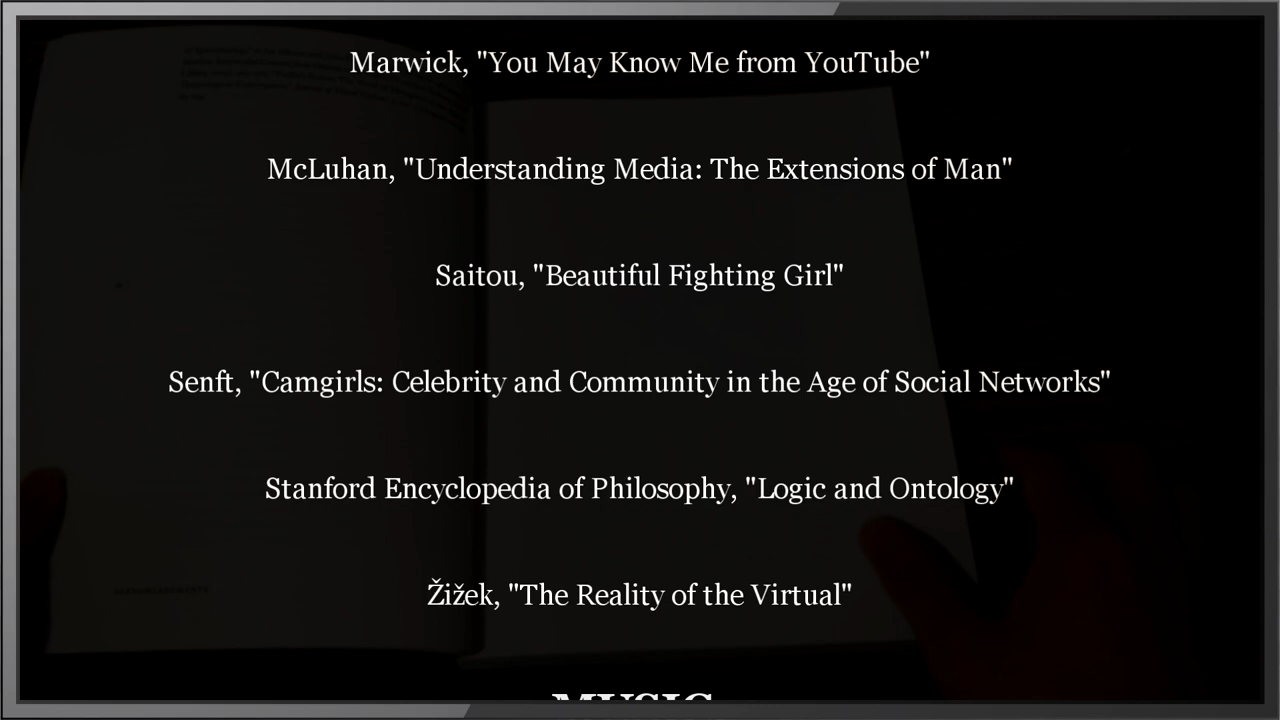 Marwick, "You May Know Me from YouTube"
McLuhan, "Understanding Media: The Extensions of Man"
Saitou, "Beautiful Fighting Girl"
Senft, "Camgirls: Celebrity and Community in the Age of Social Networks"
Stanford Encyclopedia of Philosophy, "Logic and Ontology"
Žižek, "The Reality of the Virtual"
MUSIC